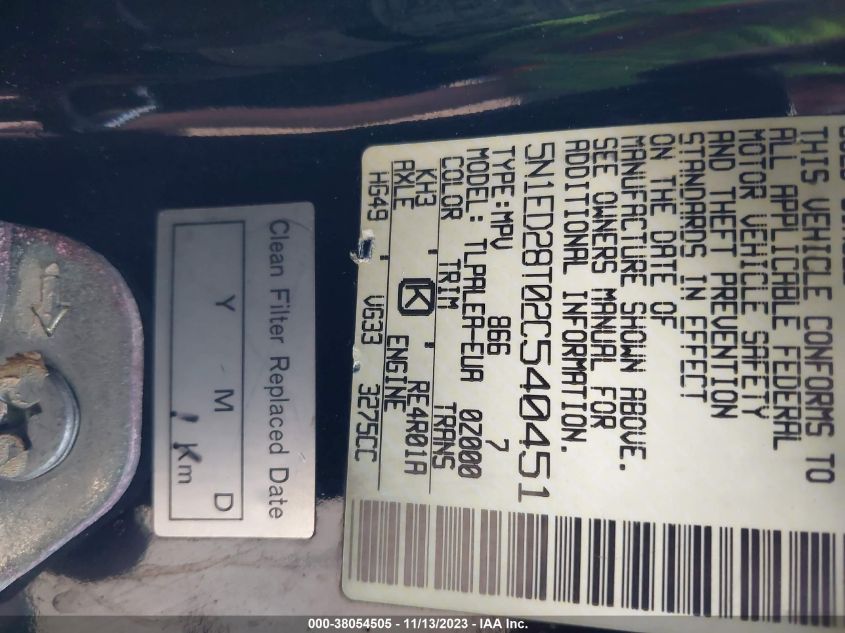 THIS VEHICLE CONFORMS TO
ALL APPLICABLE FEDERAL
MOTOR VEHICLE SAFETY
AND THEFT PREVENTION
STANDARDS IN EFFECT
ON THE DATE OF
MANUFACTURE SHOWN ABOVE.
SEE OWNERS MANUAL FOR
ADDITIONAL INFORMATION.
5N1ED28T02C540451
TYPE:MPV 866 7
MODEL: TLPALEA-EUA 0Z000
COLOR TRIM TRANS
KH3 K RE4R01A
AXLE ENGINE
HG49 VG33 3275CC
Clean Filter Replaced Date
Y M D
Km
000-38054505 - 11/13/2023 - IAA Inc.